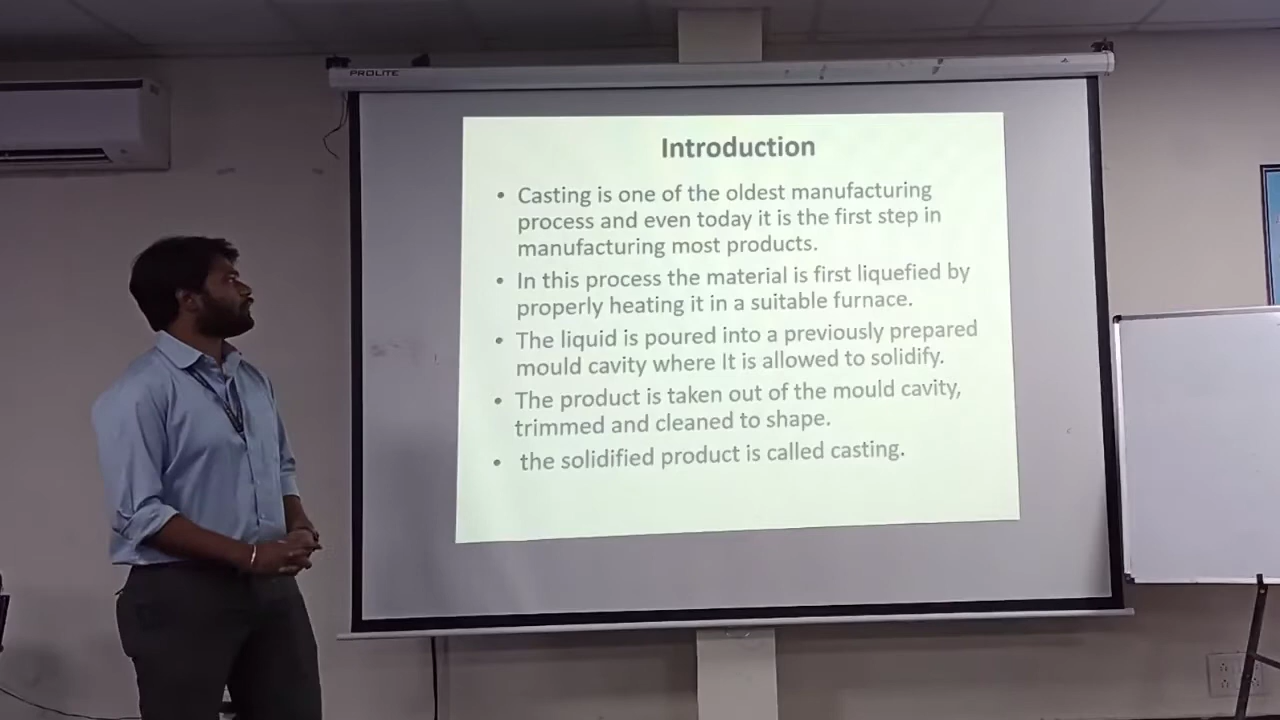 PROLITE
Introduction
• Casting is one of the oldest manufacturing
process and even today it is the first step in
manufacturing most products.
• In this process the material is first liquefied by
properly heating it in a suitable furnace.
• The liquid is poured into a previously prepared
mould cavity where It is allowed to solidify.
• The product is taken out of the mould cavity,
trimmed and cleaned to shape.
• the solidified product is called casting.